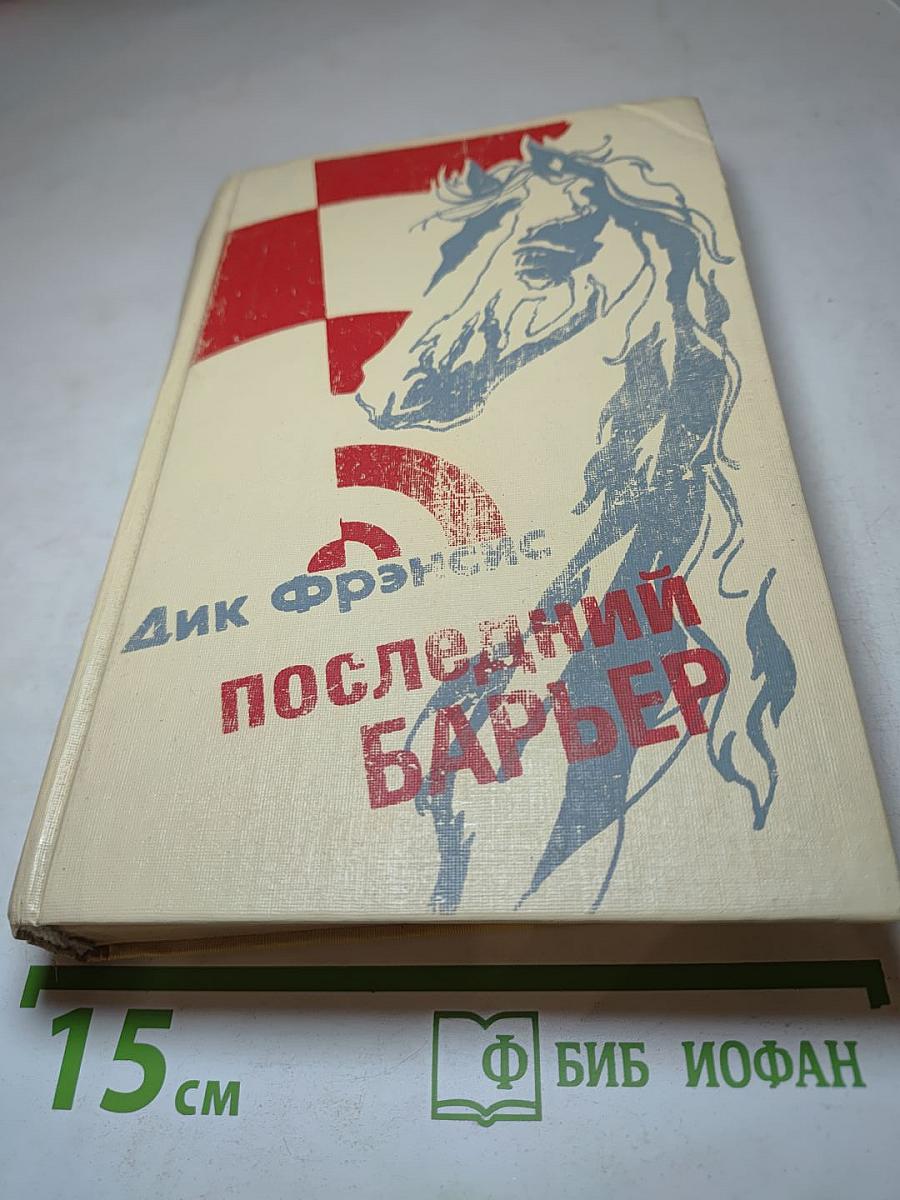 Дик Фрэнсис
последний
БАРЬЕР
15 см
Ф БИБ ИОФАН